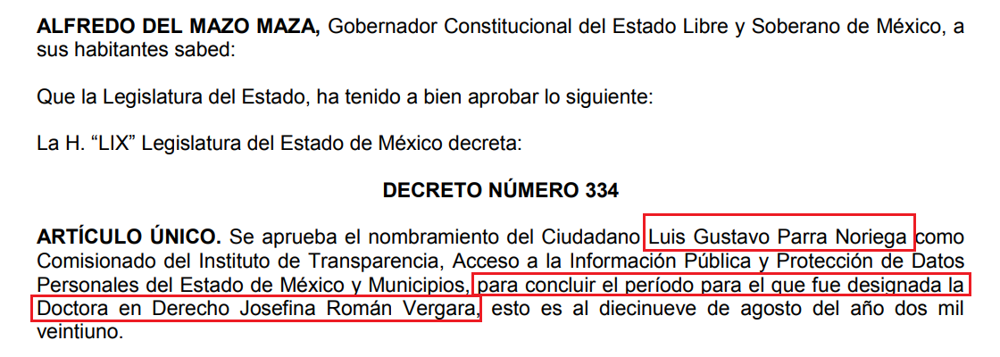 ALFREDO DEL MAZO MAZA, Gobernador Constitucional del Estado Libre y Soberano de México, a
sus habitantes sabed:
Que la Legislatura del Estado, ha tenido a bien aprobar lo siguiente:
La H. “LIX” Legislatura del Estado de México decreta:
DECRETO NÚMERO 334
ARTÍCULO ÚNICO. Se aprueba el nombramiento del Ciudadano Luis Gustavo Parra Noriega como
Comisionado del Instituto de Transparencia, Acceso a la Información Pública y Protección de Datos
Personales del Estado de México y Municipios, para concluir el período para el que fue designada la
Doctora en Derecho Josefina Román Vergara, esto es al diecinueve de agosto del año dos mil
veintiuno.